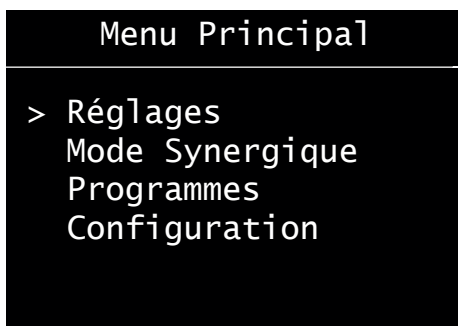 Menu Principal
> Réglages
Mode Synergique
Programmes
Configuration